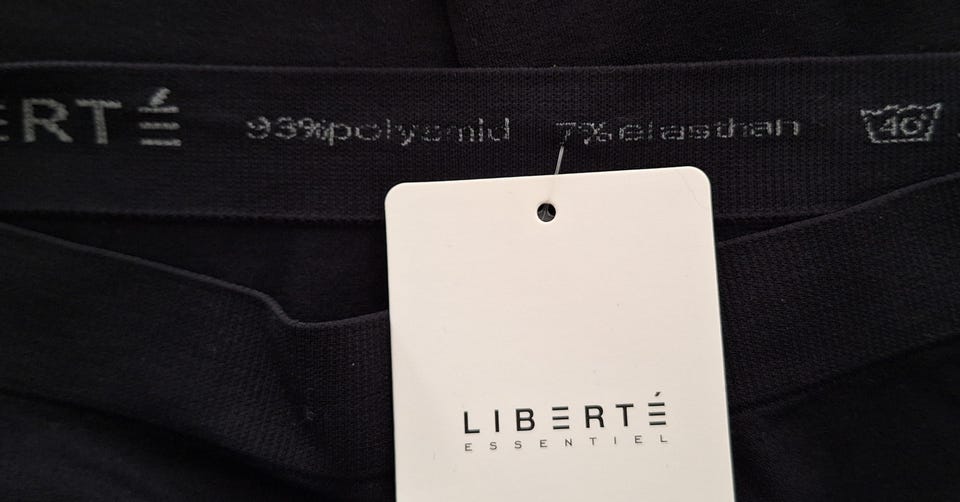 ERTÉ 93%polyamid 7%elasthan 40
LIBERTÉ
ESSENTIEL